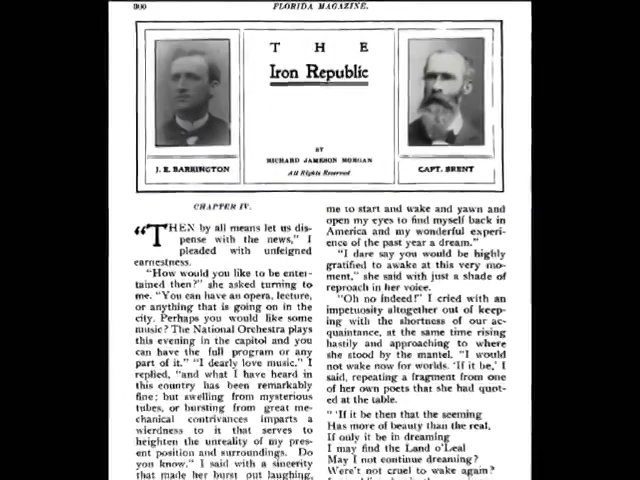 300
FLORIDA MAGAZINE.
THE
Iron Republic
BY
RICHARD JAMESON MORGAN
All Rights Reserved
J. E. BARRINGTON
CAPT. BRENT
CHAPTER IV.
"THEN by all means let us dis-
pense with the news," I
pleaded with unfeigned
earnestness.
"How would you like to be enter-
tained then?" she asked turning to
me. "You can have an opera, lecture,
or anything that is going on in the
city. Perhaps you would like some
music? The National Orchestra plays
this evening in the capitol and you
can have the full program or any
part of it." "I dearly love music," I
replied, "and what I have heard in
this country has been remarkably
fine; but swelling from mysterious
tubes, or bursting from great me-
chanical contrivances imparts a
wierdness to it that serves to
heighten the unreality of my pres-
ent position and surroundings. Do
you know," I said with a sincerity
that made her burst out laughing,
me to start and wake and yawn and
open my eyes to find myself back in
America and my wonderful experi-
ence of the past year a dream."
"I dare say you would be highly
gratified to awake at this very mo-
ment," she said with just a shade of
reproach in her voice.
"Oh no indeed!" I cried with an
impetuosity altogether out of keep-
ing with the shortness of our ac-
quaintance, at the same time rising
hastily and approaching to where
she stood by the mantel. "I would
not wake now for worlds. 'If it be,' I
said, repeating a fragment from one
of her own poets that she had quot-
ed at the table.
" 'If it be then that the seeming
Has more of beauty than the real,
If only it be in dreaming
I may find the Land o'Leal
May I not continue dreaming?
Were't not cruel to wake again?